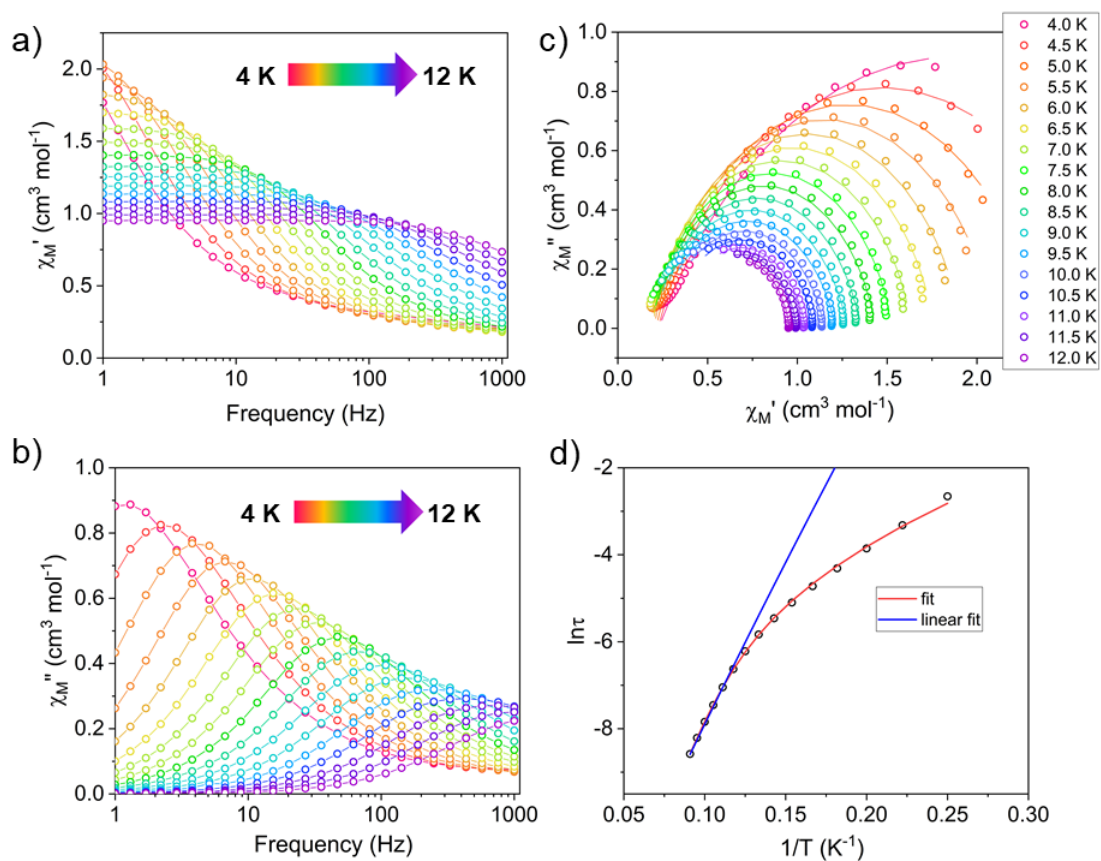 a)
4 K
12 K
2.0
1.5
1.0
0.5
0.0
χM' (cm³ mol⁻¹)
1
10
100
1000
Frequency (Hz)
c)
1.0
0.8
0.6
0.4
0.2
0.0
χM'' (cm³ mol⁻¹)
0.5
1.0
1.5
2.0
χM' (cm³ mol⁻¹)
4.0 K
4.5 K
5.0 K
5.5 K
6.0 K
6.5 K
7.0 K
7.5 K
8.0 K
8.5 K
9.0 K
9.5 K
10.0 K
10.5 K
11.0 K
11.5 K
12.0 K
b)
4 K
12 K
1.0
0.8
0.6
0.4
0.2
0.0
χM'' (cm³ mol⁻¹)
1
10
100
1000
Frequency (Hz)
d)
-2
-4
-6
-8
lnτ
fit
linear fit
0.05
0.10
0.15
0.20
0.25
0.30
1/T (K⁻¹)